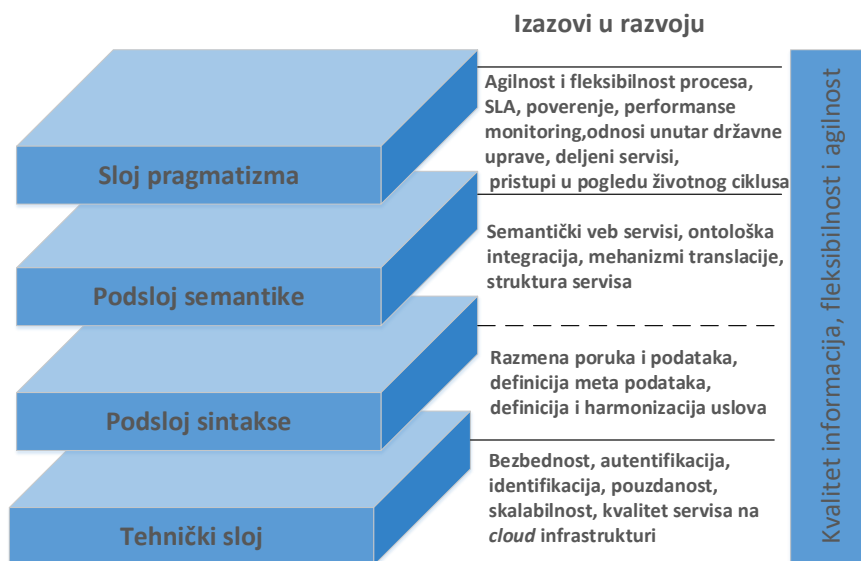 Izazovi u razvoju
Agilnost i fleksibilnost procesa,
SLA, poverenje, performanse
monitoring,odnosi unutar državne
uprave, deljeni servisi,
pristupi u pogledu životnog ciklusa
Sloj pragmatizma
Semantički veb servisi, ontološka
integracija, mehanizmi translacije,
struktura servisa
Podsloj semantike
Razmena poruka i podataka,
definicija meta podataka,
definicija i harmonizacija uslova
Podsloj sintakse
Bezbednost, autentifikacija,
identifikacija, pouzdanost,
skalabilnost, kvalitet servisa na
cloud infrastrukturi
Tehnički sloj
Kvalitet informacija, fleksibilnost i agilnost